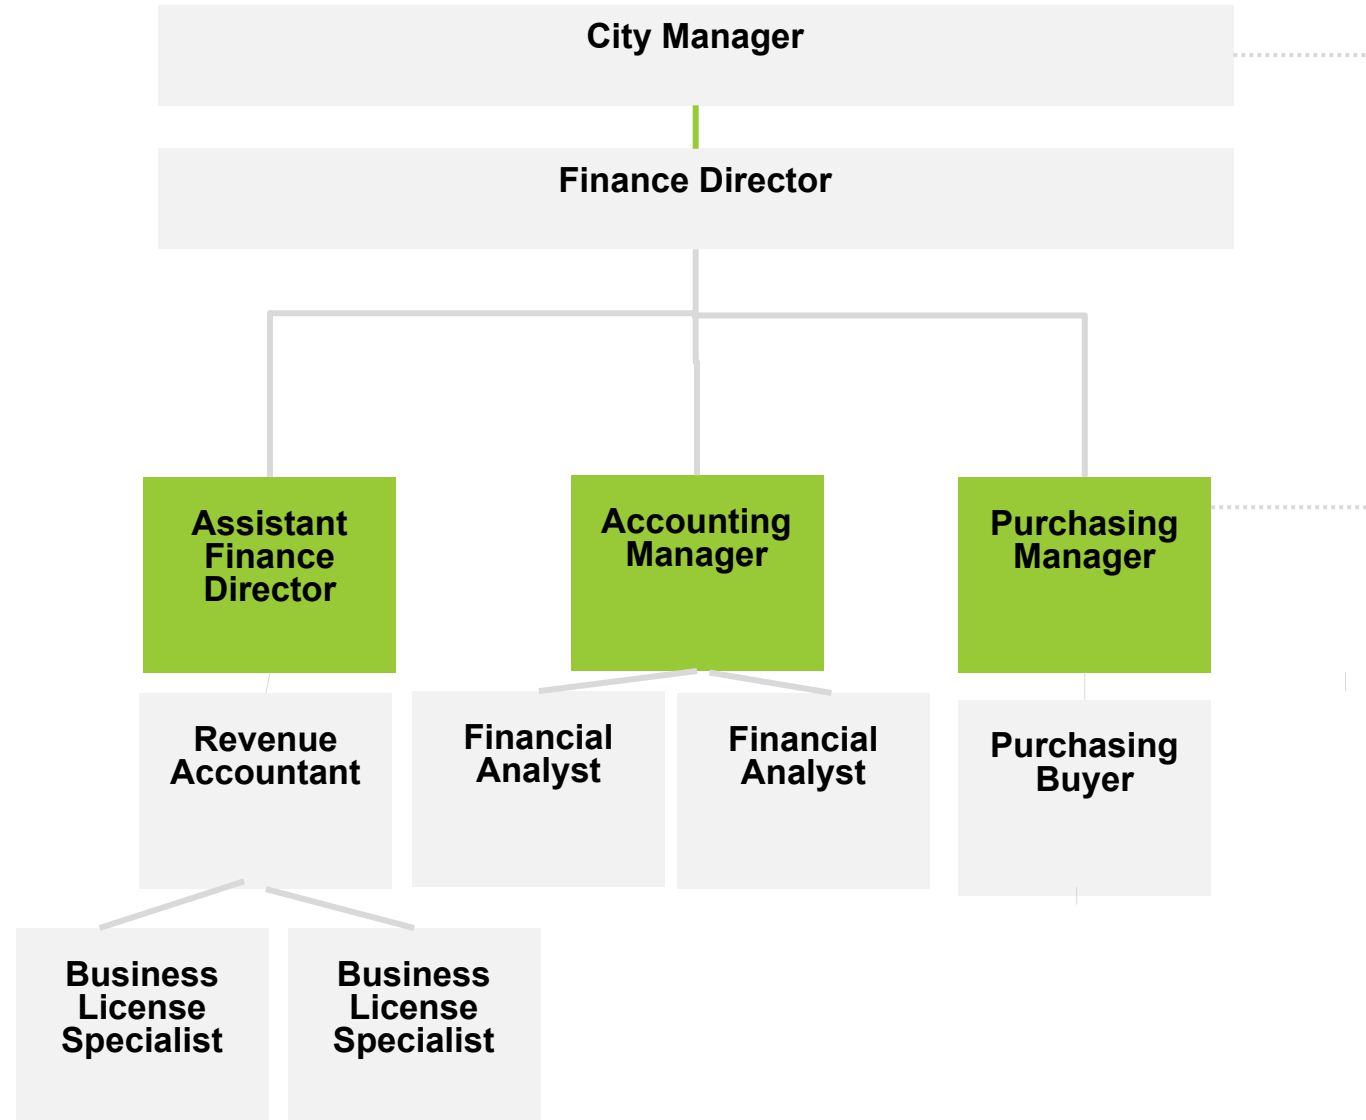 City Manager
Finance Director
Assistant
Finance
Director
Accounting
Manager
Purchasing
Manager
Revenue
Accountant
Financial
Analyst
Financial
Analyst
Purchasing
Buyer
Business
License
Specialist
Business
License
Specialist